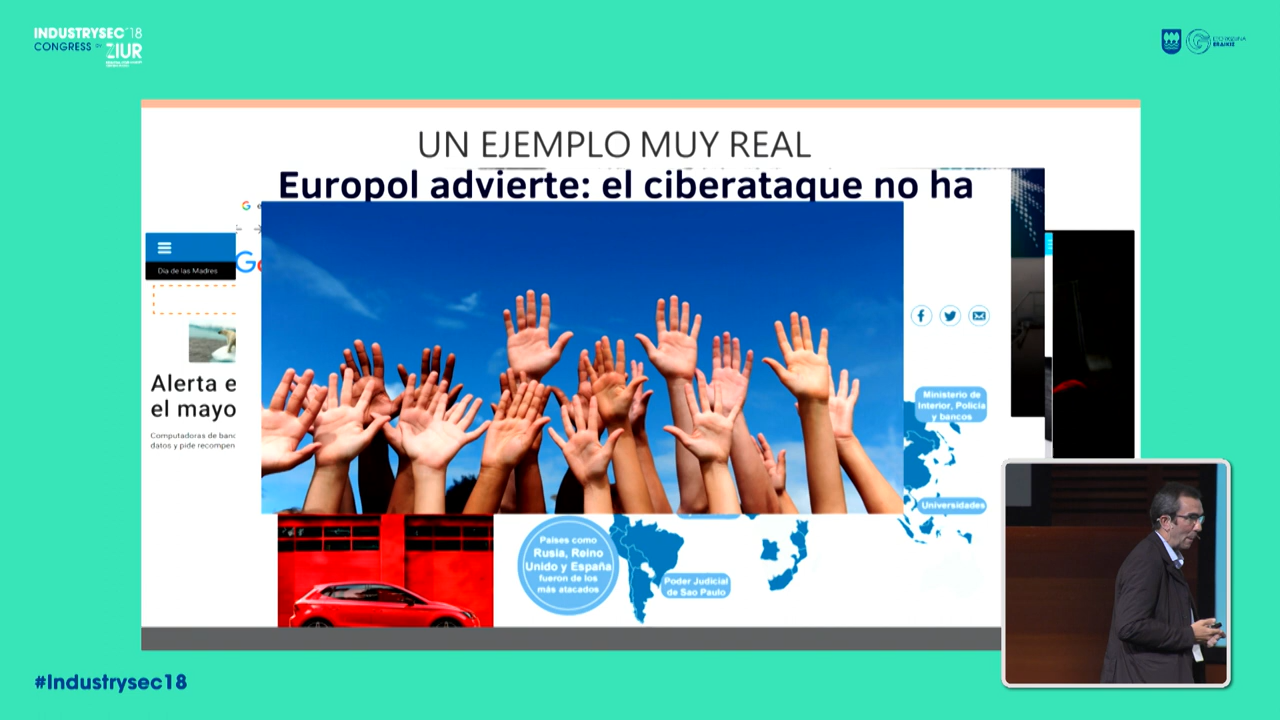 INDUSTRYSEC´18
CONGRESS BY ZIUR
UN EJEMPLO MUY REAL
Europol advierte: el ciberataque no ha
G e
Go
Día de las Madres
Alerta e
el mayo
Computadoras de banc
datos y pide recompen
Ministerio de
Interior, Policía
y bancos
Universidades
Países como
Rusia, Reino
Unido y España
fueron de los
más atacados
Poder Judicial
de Sao Paulo
#Industrysec18